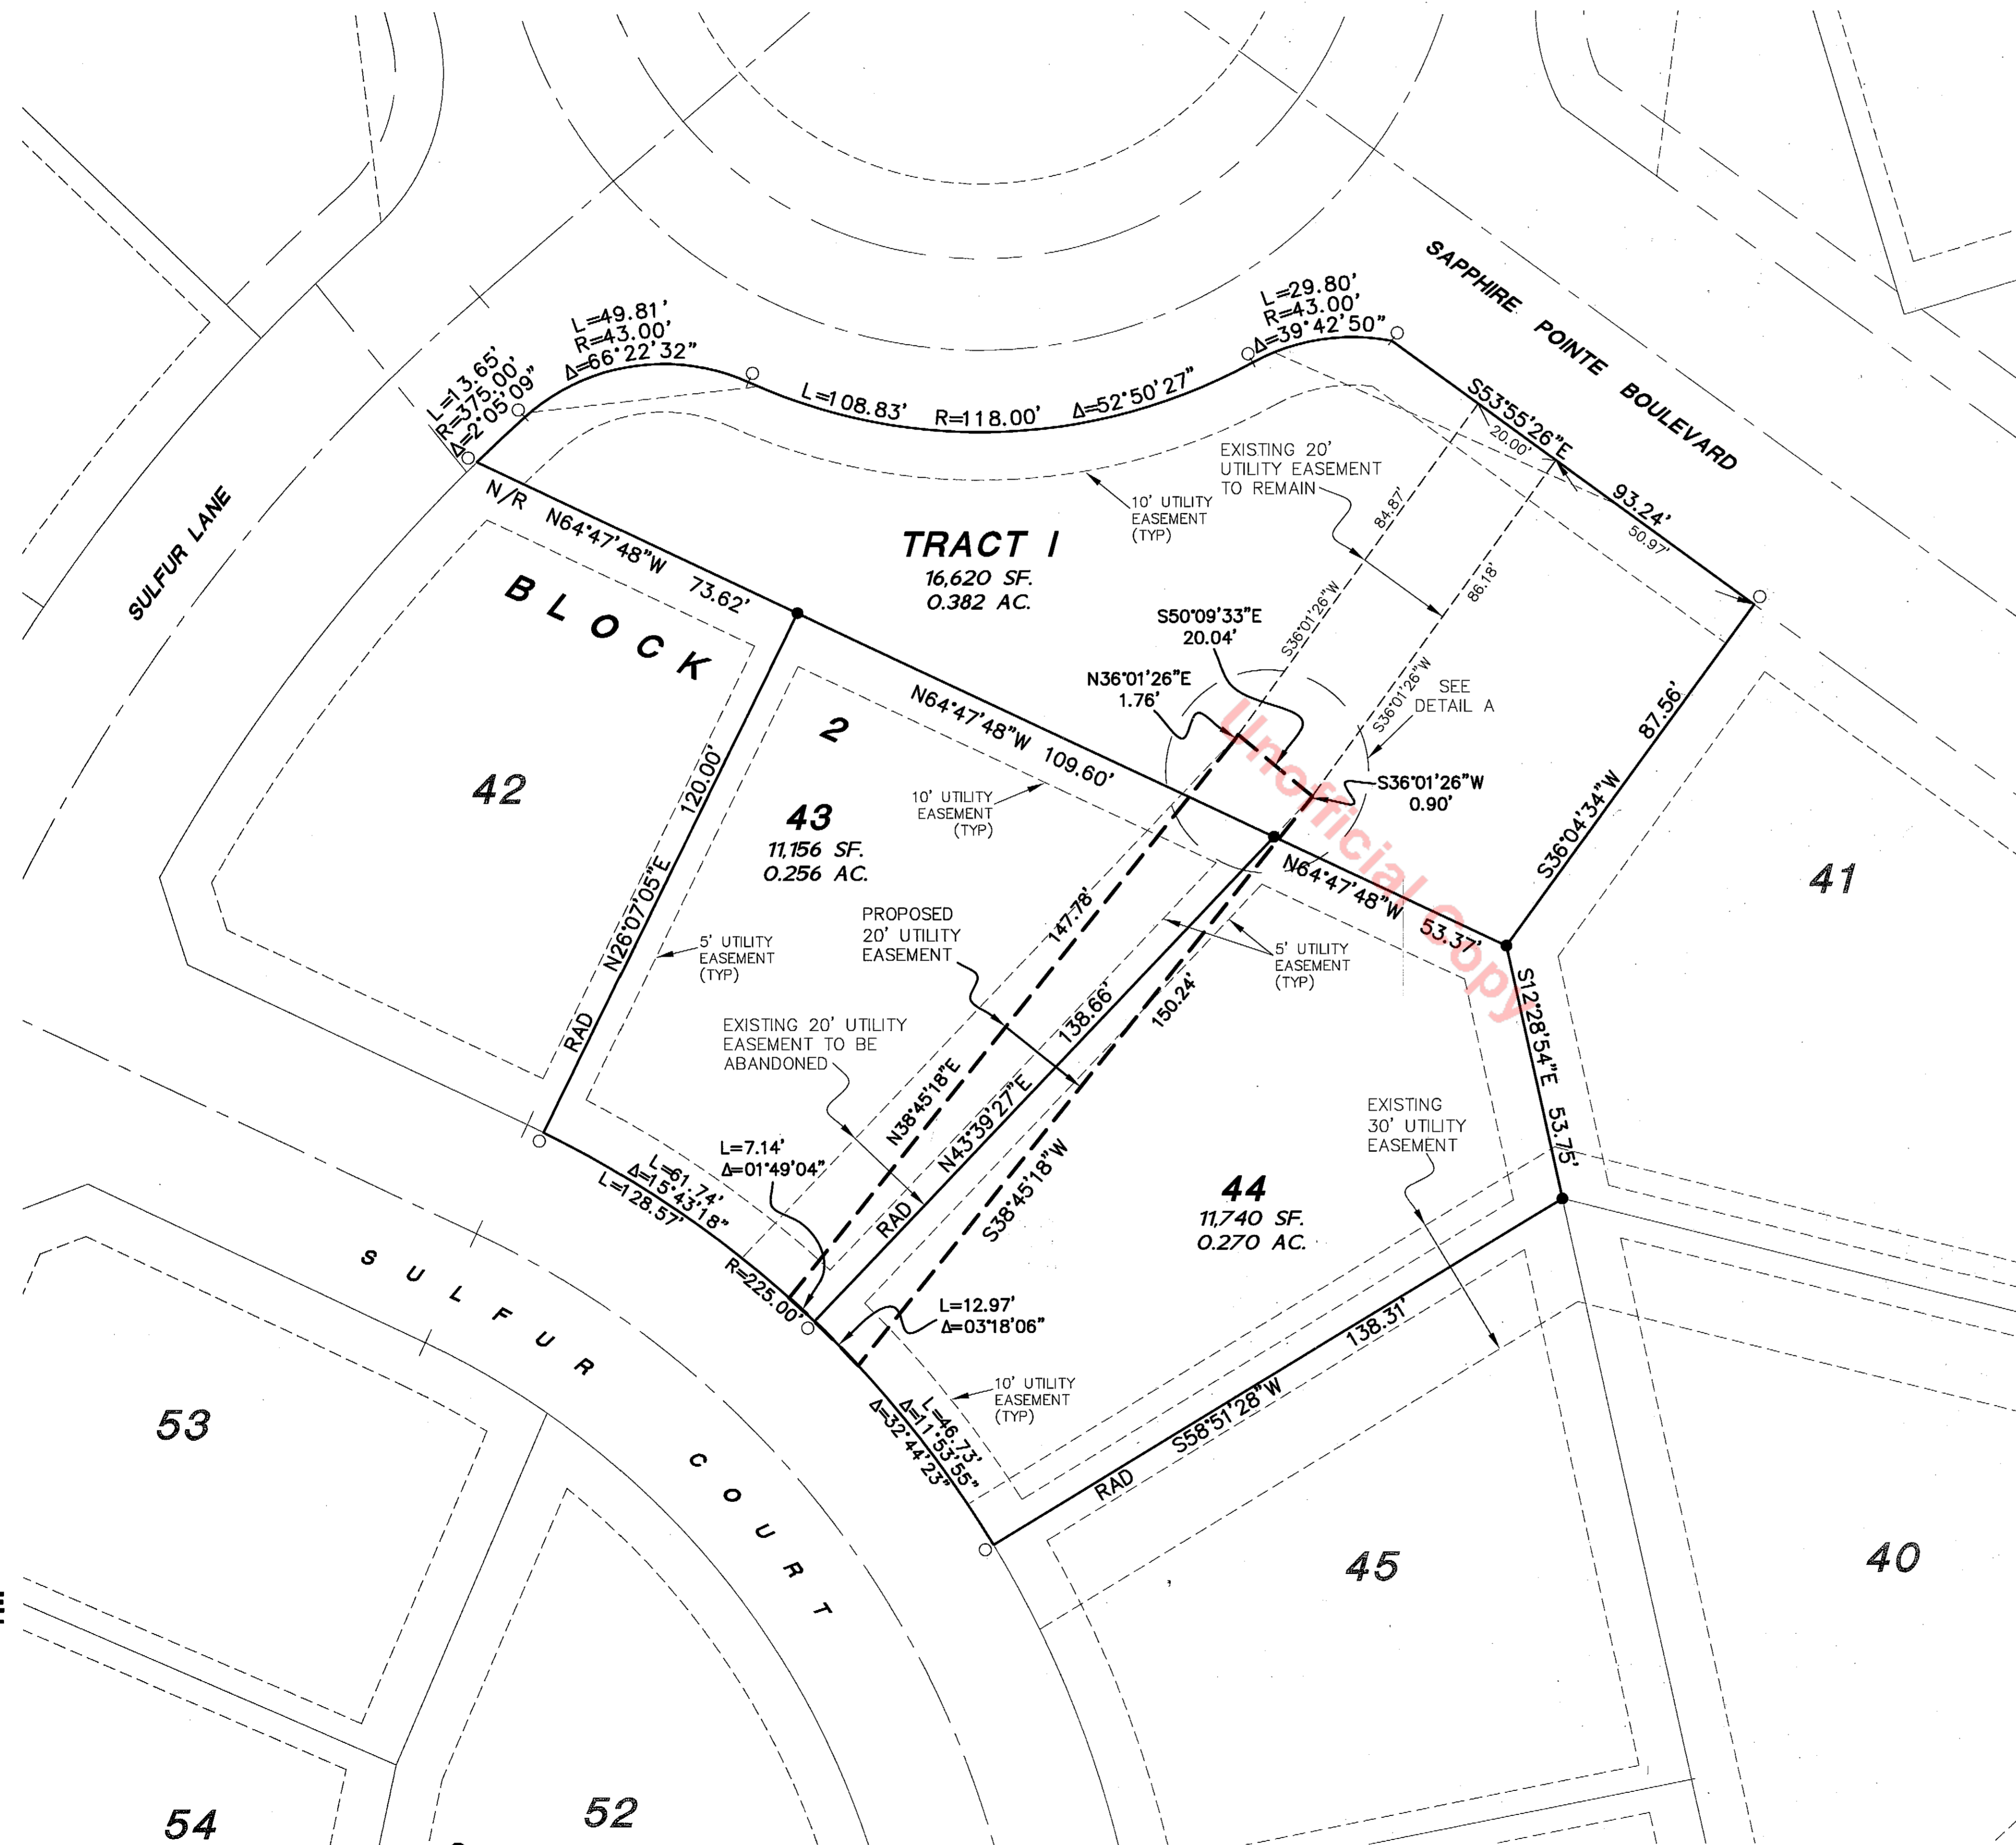 SAPPHIRE POINTE BOULEVARD
L=29.80'
R=43.00'
Δ=39°42'50"
L=49.81'
R=43.00'
Δ=66°22'32"
L=13.65'
R=375.00'
Δ=2°05'09"
L=108.83' R=118.00' Δ=52°50'27"
S53°55'26"E
20.00'
93.24'
50.97'
EXISTING 20'
UTILITY EASEMENT
TO REMAIN
84.87'
10' UTILITY
EASEMENT
(TYP)
SULFUR LANE
N/R
N64°47'48"W 73.62'
TRACT I
16,620 SF.
0.382 AC.
86.18'
S36°01'26"W
S36°01'26"W
BLOCK
2
S50°09'33"E
20.04'
N36°01'26"E
1.76'
SEE
DETAIL A
87.56'
S36°04'34"W
N64°47'48"W 109.60'
S36°01'26"W
0.90'
Unofficial Copy
42
120.00'
N26°07'05"E
RAD
43
11,156 SF.
0.256 AC.
10' UTILITY
EASEMENT
(TYP)
N64°47'48"W 53.37'
41
147.78'
PROPOSED
20' UTILITY
EASEMENT
5' UTILITY
EASEMENT
(TYP)
5' UTILITY
EASEMENT
(TYP)
138.66'
150.24'
S12°28'54"E 53.75'
EXISTING 20' UTILITY
EASEMENT TO BE
ABANDONED
N38°45'18"E
N43°39'27"E
RAD
S38°45'18"W
EXISTING
30' UTILITY
EASEMENT
L=7.14'
Δ=01°49'04"
L=61.74'
Δ=15°43'18"
L=128.57'
R=225.00'
44
11,740 SF.
0.270 AC.
L=12.97'
Δ=03°18'06"
138.31'
S58°51'28"W
RAD
10' UTILITY
EASEMENT
(TYP)
L=46.73'
Δ=11°53'55"
Δ=32°44'23"
SULFUR COURT
53
45
40
54
52